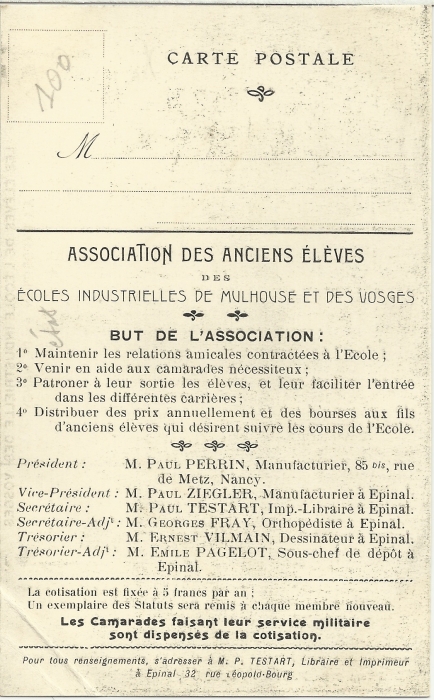 100
CARTE POSTALE
M
ASSOCIATION DES ANCIENS ÉLÈVES
DES
ÉCOLES INDUSTRIELLES DE MULHOUSE ET DES VOSGES
BUT DE L'ASSOCIATION :
1º Maintenir les relations amicales contractées à l'Ecole ;
2º Venir en aide aux camarades nécessiteux ;
3º Patroner à leur sortie les élèves, et leur faciliter l'entrée
dans les différentes carrières ;
4º Distribuer des prix annuellement et des bourses aux fils
d'anciens élèves qui désirent suivre les cours de l'Ecole.
Président : M. PAUL PERRIN, Manufacturier, 85 bis, rue
de Metz, Nancy.
Vice-Président : M. PAUL ZIEGLER, Manufacturier à Epinal.
Secrétaire : M. PAUL TESTART, Imp.-Libraire à Epinal.
Secrétaire-Adjt : M. GEORGES FRAY, Orthopédiste à Epinal.
Trésorier : M. ERNEST VILMAIN, Dessinateur à Epinal.
Trésorier-Adjt : M. EMILE PAGELOT, Sous-chef de dépôt à
Epinal.
La cotisation est fixée à 5 francs par an ;
Un exemplaire des Statuts sera remis à chaque membre nouveau.
Les Camarades faisant leur service militaire
sont dispensés de la cotisation.
Pour tous renseignements, s'adresser à M. P. TESTART, Libraire et Imprimeur
à Epinal 32 rue Léopold-Bourg